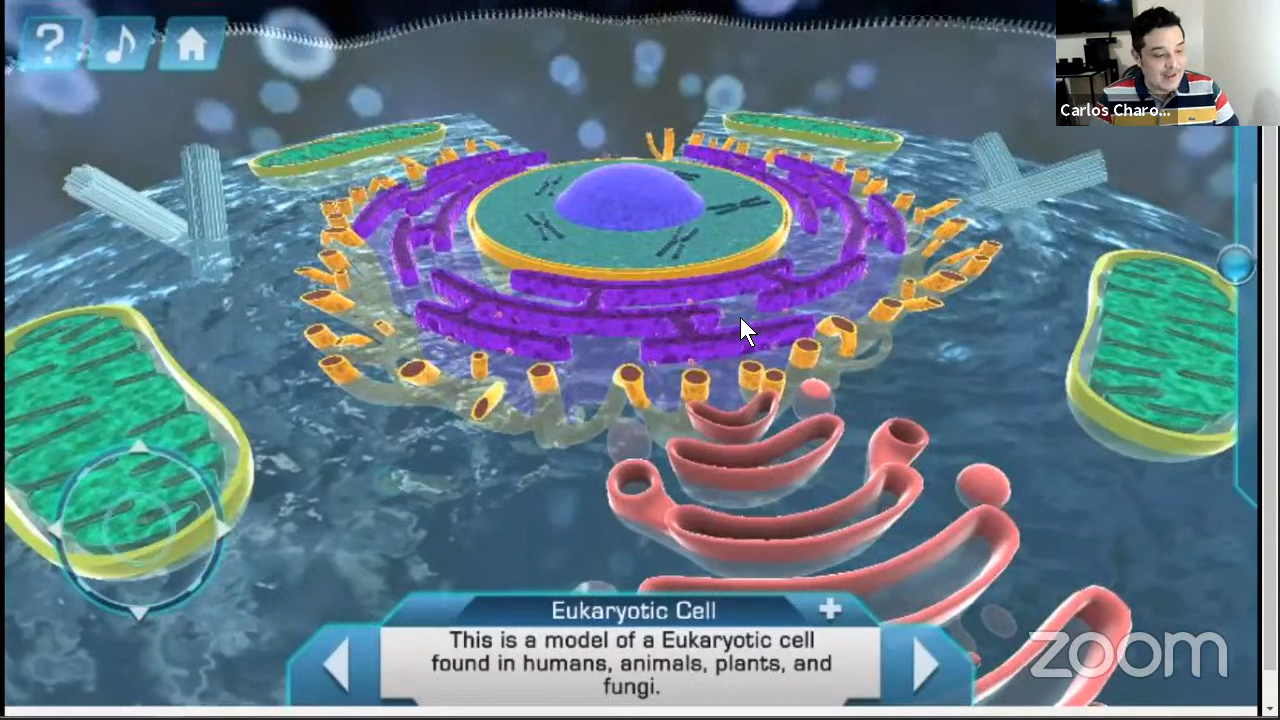 ?
Carlos Charo...
Eukaryotic Cell +
This is a model of a Eukaryotic cell
found in humans, animals, plants, and
fungi.
zoom